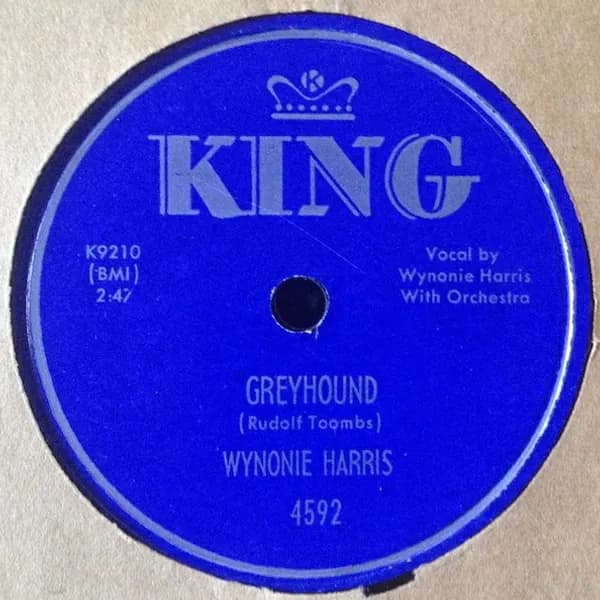 K
KING
K9210
(BMI)
2:47
Vocal by
Wynonie Harris
With Orchestra
GREYHOUND
(Rudolf Toombs)
WYNONIE HARRIS
4592